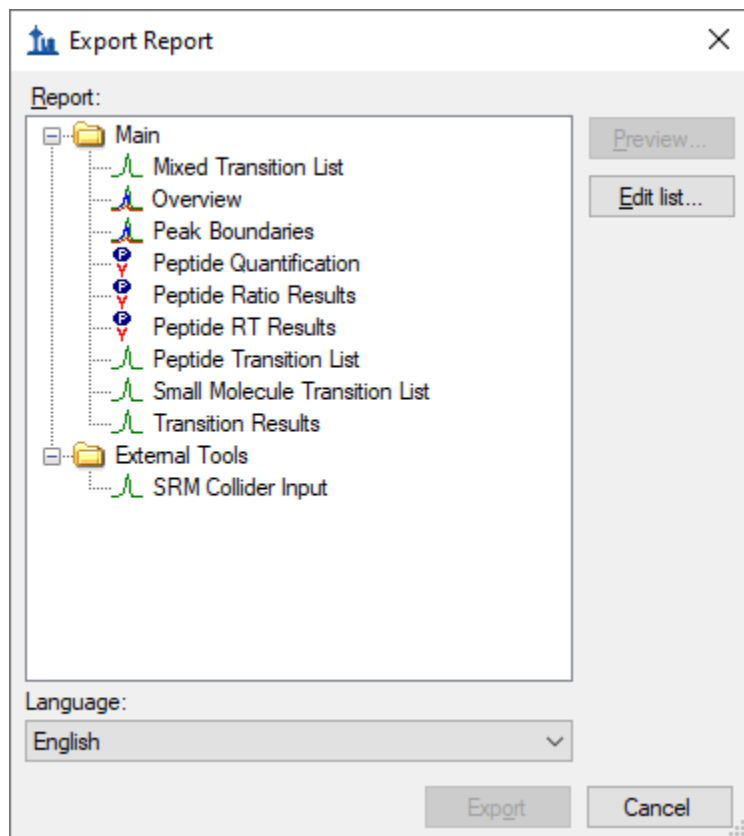 Export Report
Report:
Main
Mixed Transition List
Overview
Peak Boundaries
Peptide Quantification
Peptide Ratio Results
Peptide RT Results
Peptide Transition List
Small Molecule Transition List
Transition Results
External Tools
SRM Collider Input
Preview...
Edit list...
Language:
English
Export
Cancel